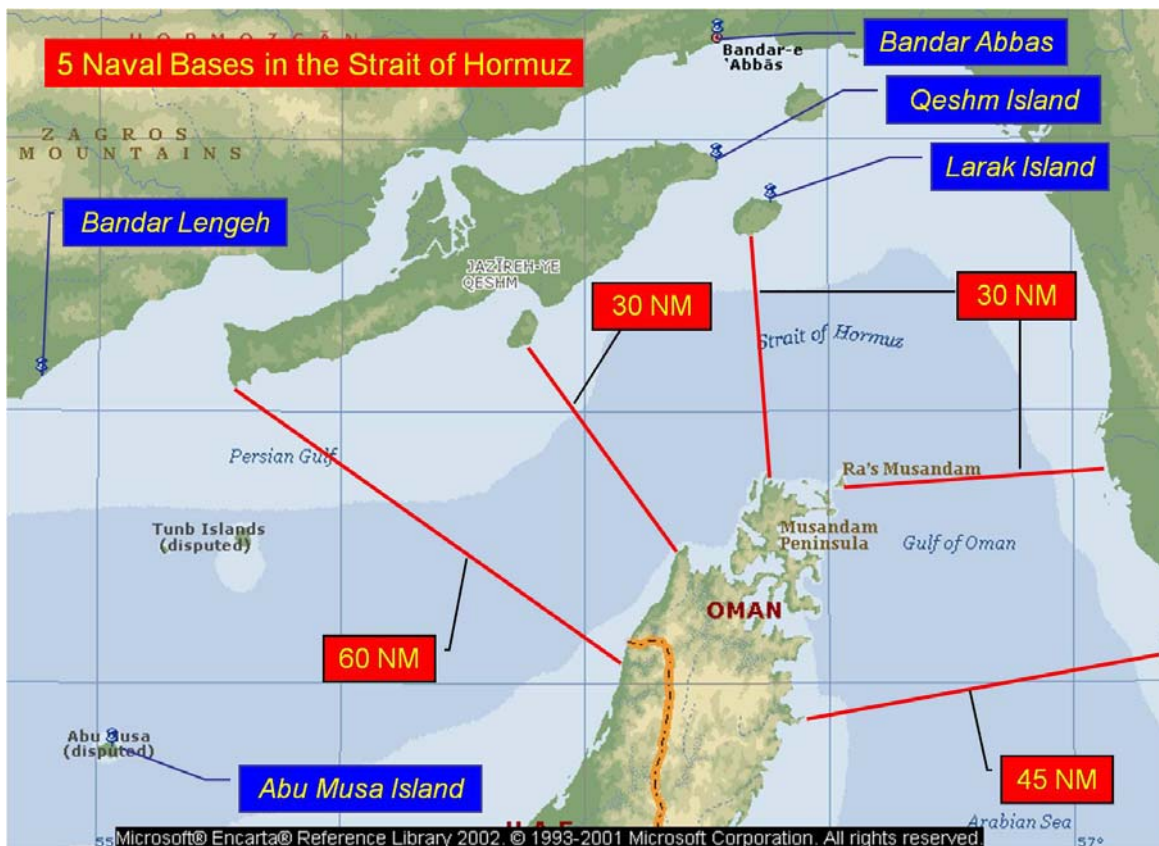 HORMOZGĀN
5 Naval Bases in the Strait of Hormuz
Bandar-e
'Abbās
Bandar Abbas
Qeshm Island
Larak Island
ZAGROS
MOUNTAINS
Bandar Lengeh
JAZĪREH-YE
QESHM
30 NM
30 NM
Strait of Hormuz
Persian Gulf
Ra's Musandam
Tunb Islands
(disputed)
Musandam
Peninsula
Gulf of Oman
OMAN
60 NM
Abu Musa
(disputed)
Abu Musa Island
45 NM
Arabian Sea
U.A.E.
55
57°
Microsoft® Encarta® Reference Library 2002. © 1993-2001 Microsoft Corporation. All rights reserved.